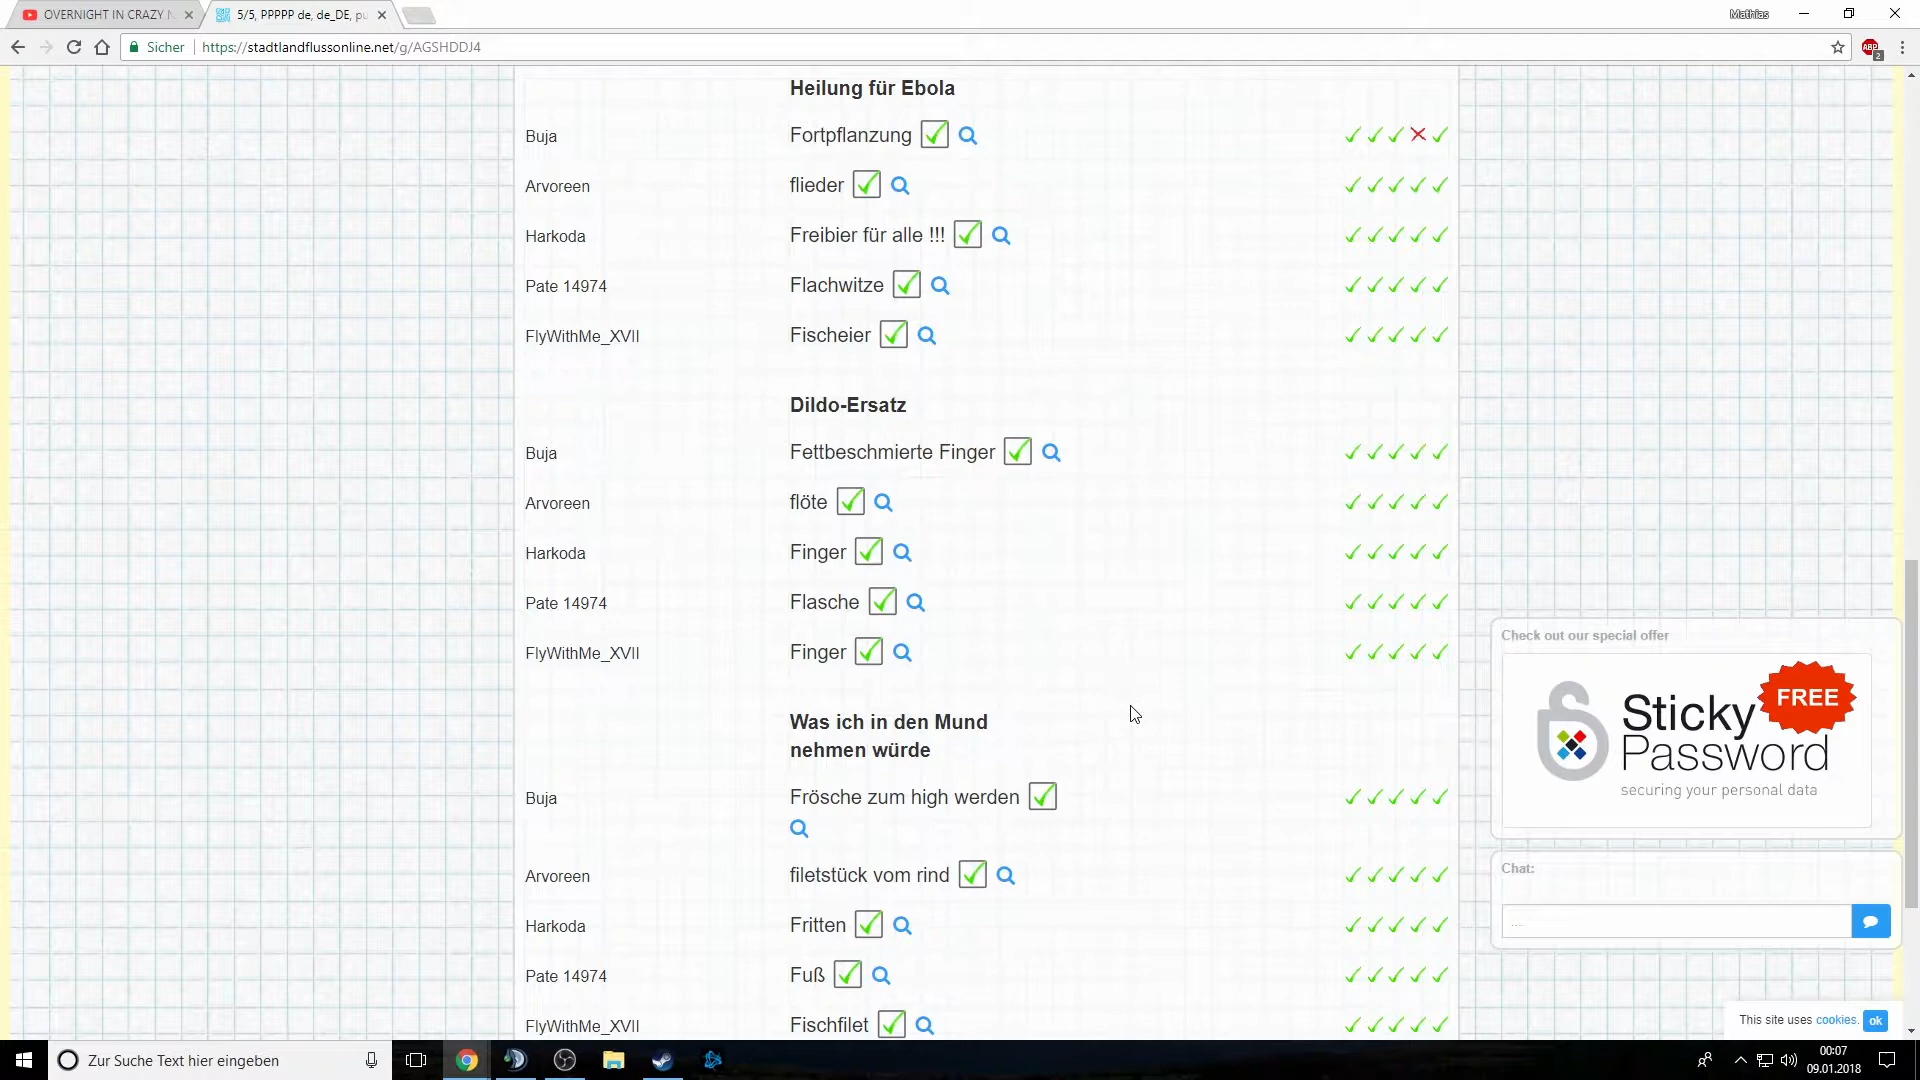 OVERNIGHT IN CRAZY
5/5, PPPPP de, de_DE, pu
Mathias
Sicher
https://stadtlandflussonline.net/g/AGSHDDJ4
ABP
2
Heilung für Ebola
Buja Fortpflanzung
Arvoreen flieder
Harkoda Freibier für alle !!!
Pate 14974 Flachwitze
FlyWithMe_XVII Fischeier
Dildo-Ersatz
Buja Fettbeschmierte Finger
Arvoreen flöte
Harkoda Finger
Pate 14974 Flasche
FlyWithMe_XVII Finger
Was ich in den Mund
nehmen würde
Buja Frösche zum high werden
Arvoreen filetstück vom rind
Harkoda Fritten
Pate 14974 Fuß
FlyWithMe_XVII Fischfilet
Check out our special offer
FREE
Sticky
Password
securing your personal data
Chat:
....
This site uses cookies. ok
Zur Suche Text hier eingeben
00:07
09.01.2018